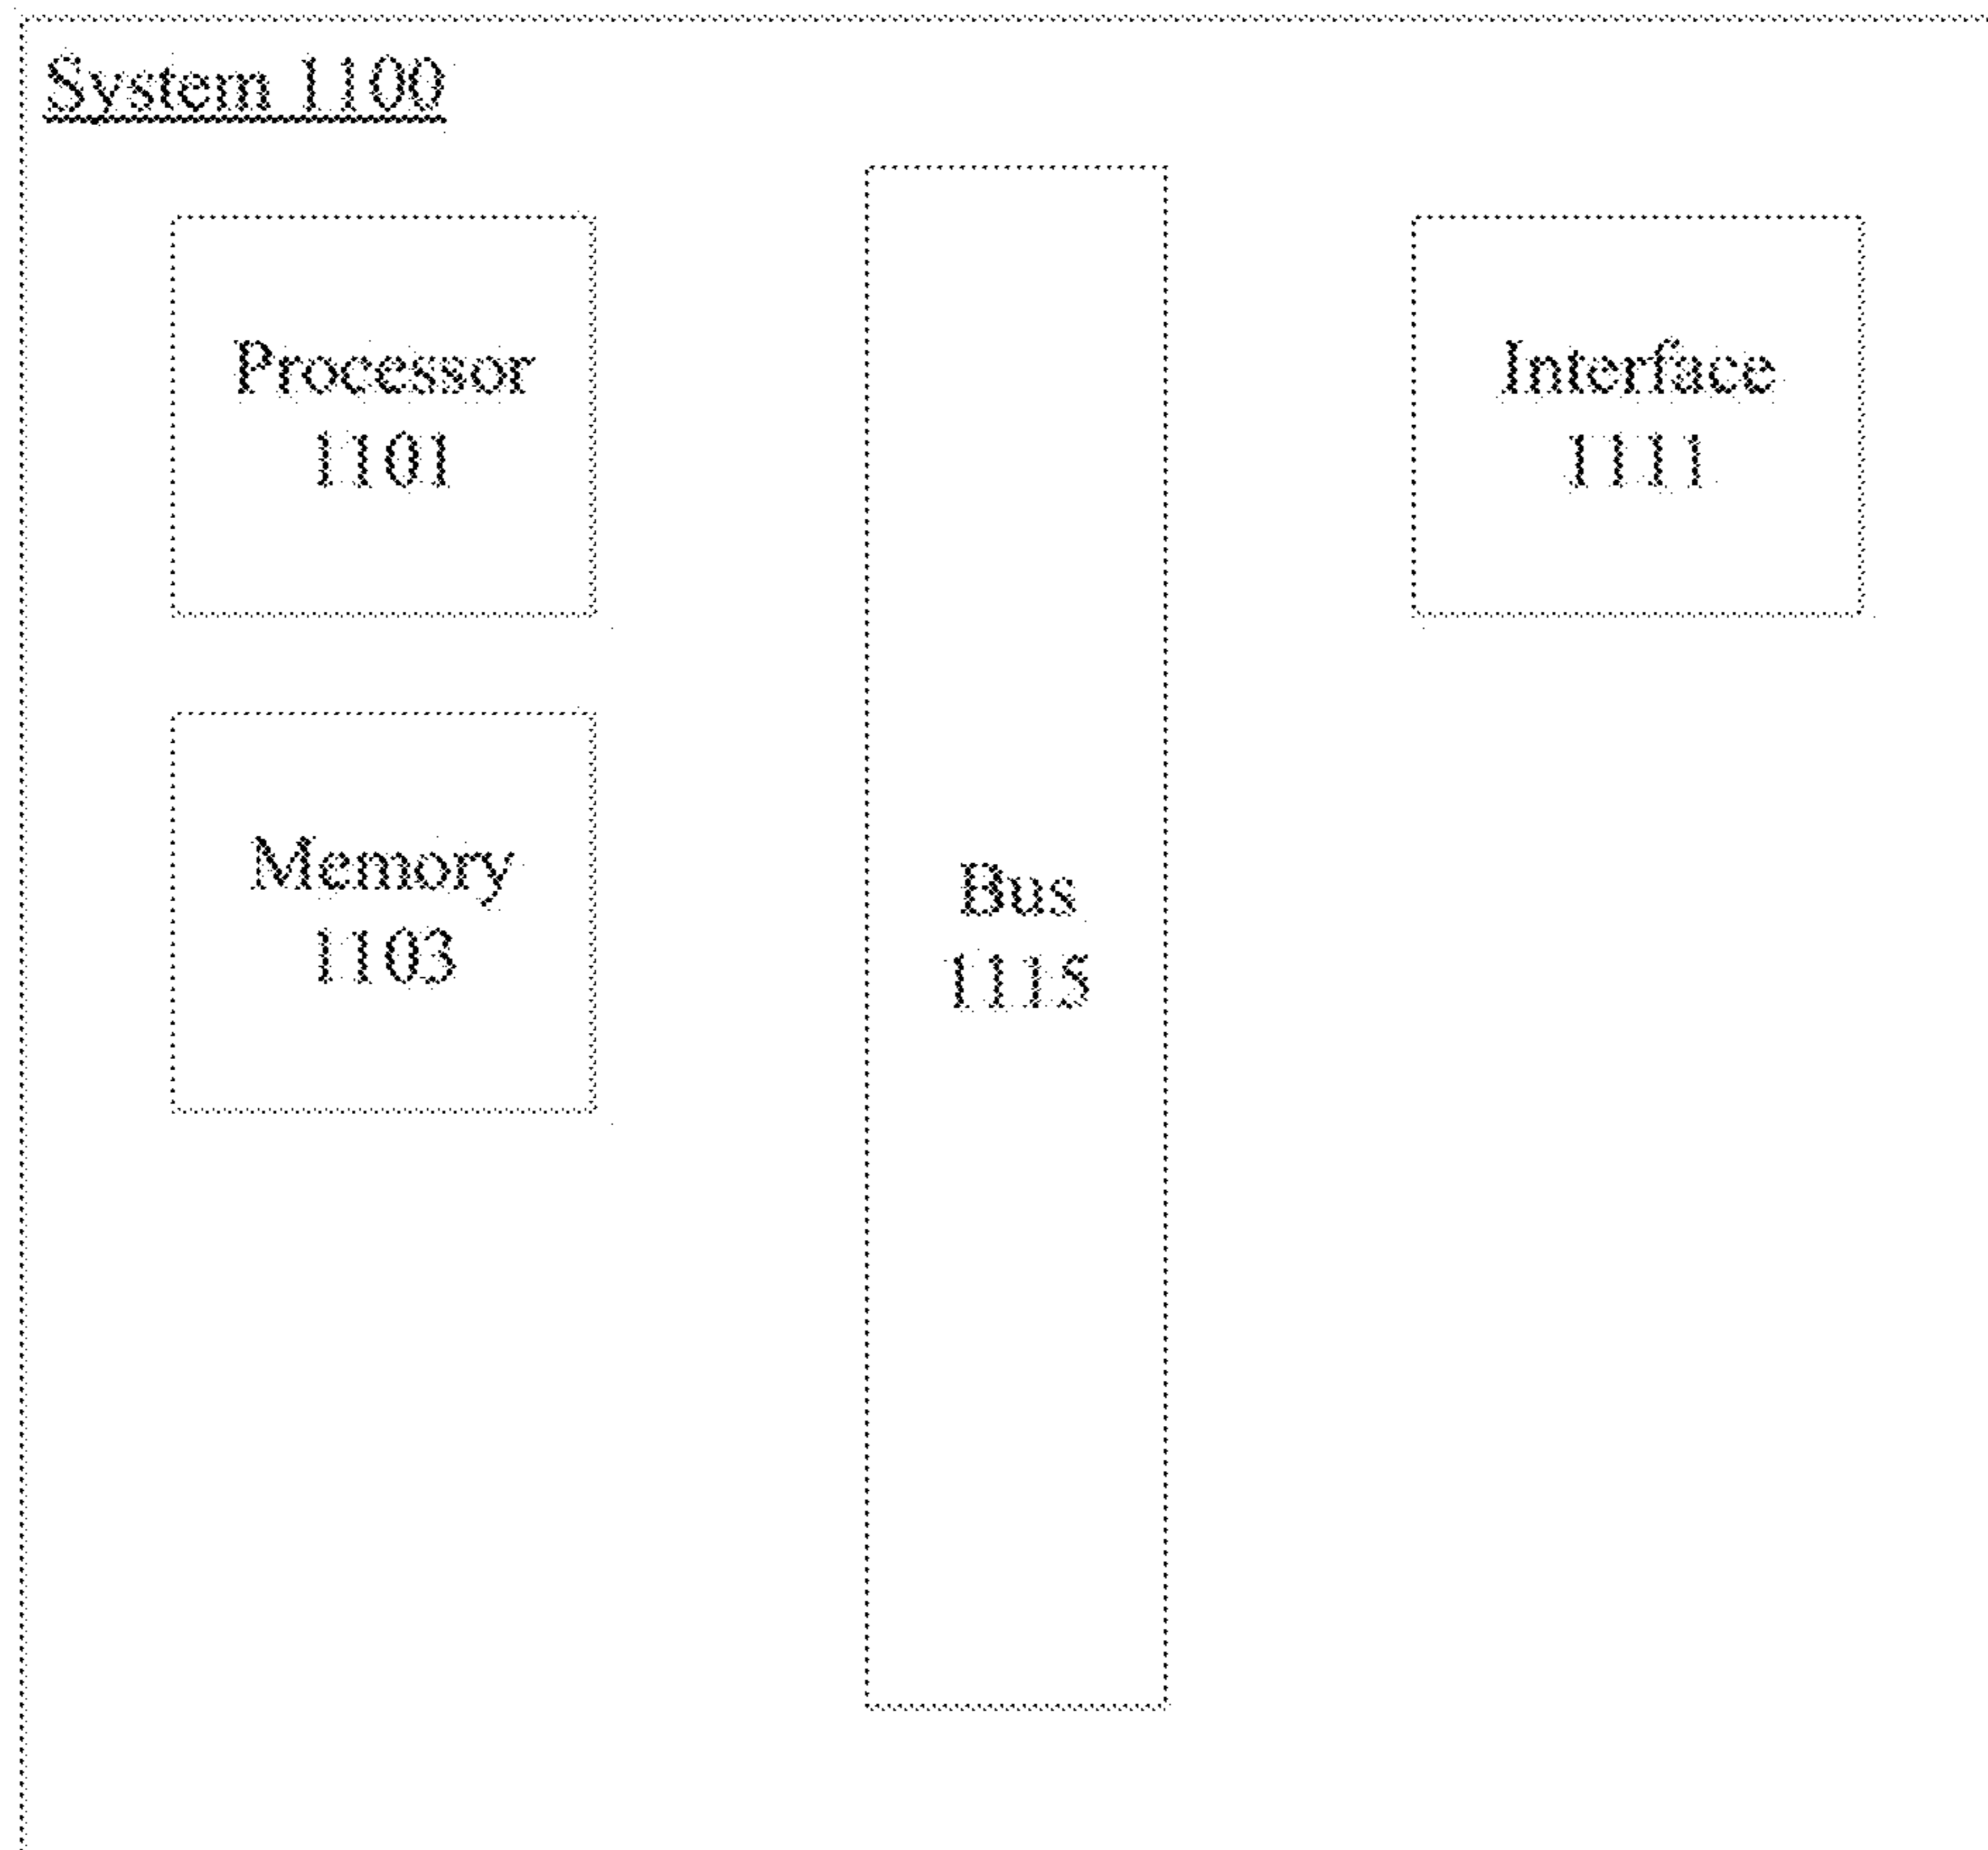 System 1100
Processor
1101
Interface
1111
Memory
1103
Bus
1115